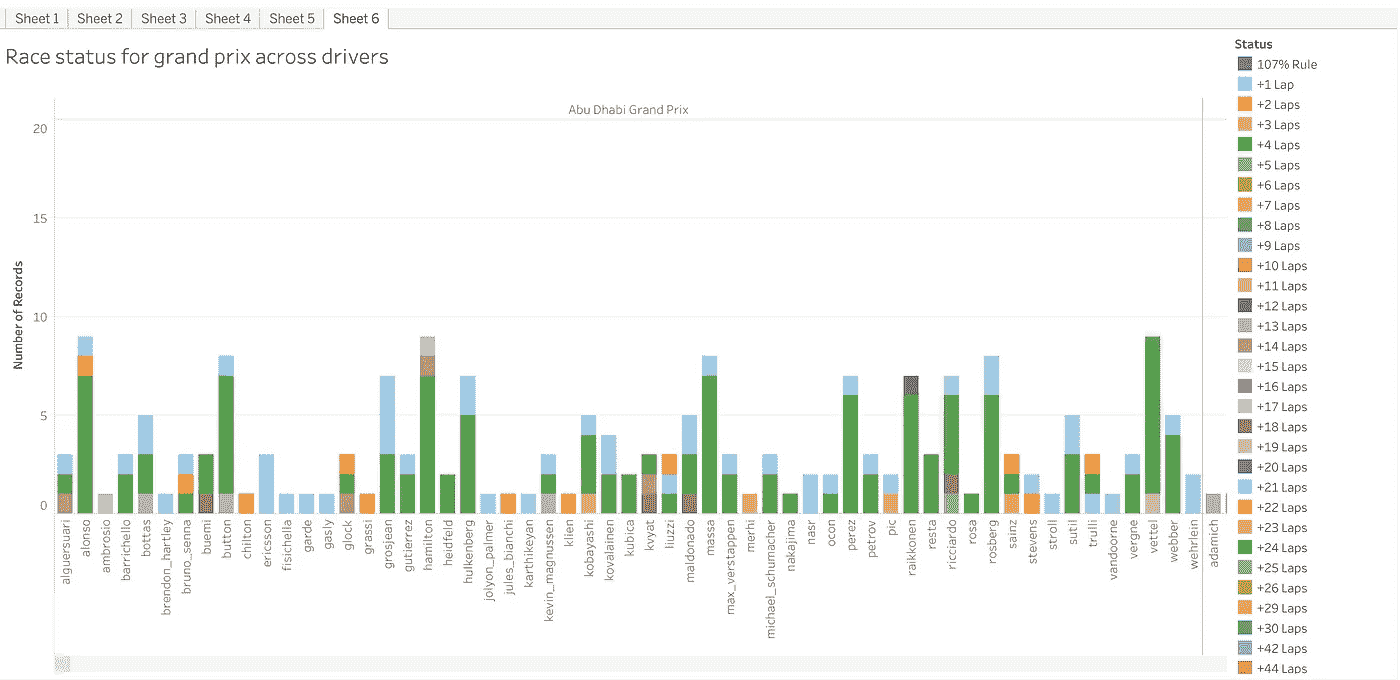 Sheet 1 Sheet 2 Sheet 3 Sheet 4 Sheet 5 Sheet 6
Race status for grand prix across drivers
Abu Dhabi Grand Prix
Number of Records
20
15
10
5
0
alguersuari
alonso
ambrosio
barrichello
bottas
brendon_hartley
bruno_senna
buemi
button
chilton
ericsson
fisichella
garde
gasly
glock
grassi
grosjean
gutierrez
hamilton
heidfeld
hulkenberg
jolyon_palmer
jules_bianchi
karthikeyan
kevin_magnussen
klien
kobayashi
kovalainen
kubica
kvyat
liuzzi
maldonado
massa
max_verstappen
merhi
michael_schumacher
nakajima
nasr
ocon
perez
petrov
pic
raikkonen
resta
ricciardo
rosa
rosberg
sainz
stevens
stroll
sutil
trulli
vandoorne
vergne
vettel
webber
wehrlein
adamich
Status
107% Rule
+1 Lap
+2 Laps
+3 Laps
+4 Laps
+5 Laps
+6 Laps
+7 Laps
+8 Laps
+9 Laps
+10 Laps
+11 Laps
+12 Laps
+13 Laps
+14 Laps
+15 Laps
+16 Laps
+17 Laps
+18 Laps
+19 Laps
+20 Laps
+21 Laps
+22 Laps
+23 Laps
+24 Laps
+25 Laps
+26 Laps
+29 Laps
+30 Laps
+42 Laps
+44 Laps